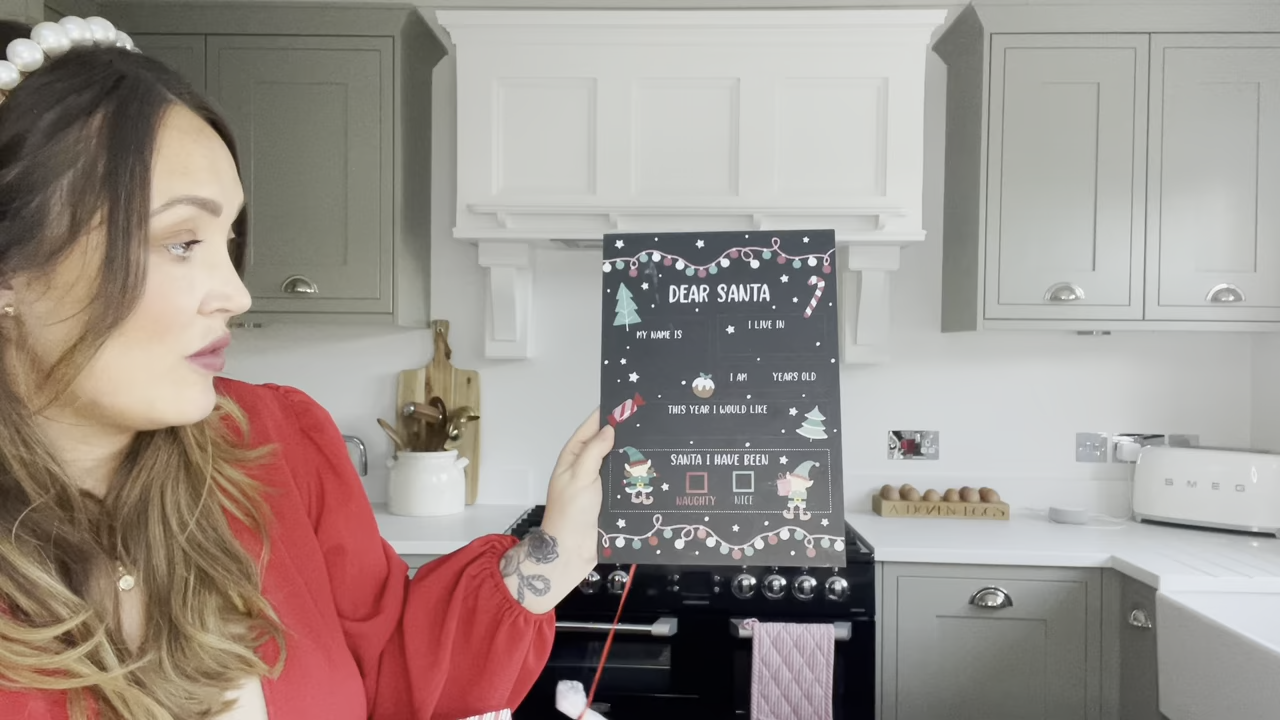 DEAR SANTA
MY NAME IS
I LIVE IN
I AM YEARS OLD
THIS YEAR I WOULD LIKE
SANTA I HAVE BEEN
NAUGHTY NICE
SMEG